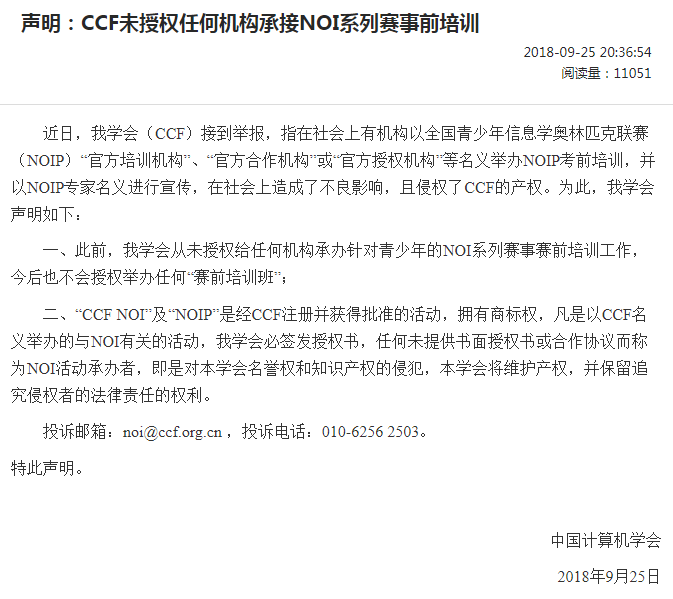 声明：CCF未授权任何机构承接NOI系列赛事前培训
2018-09-25 20:36:54
阅读量：11051
近日，我学会（CCF）接到举报，指在社会上有机构以全国青少年信息学奥林匹克联赛
（NOIP）“官方培训机构”、“官方合作机构”或“官方授权机构”等名义举办NOIP考前培训，并
以NOIP专家名义进行宣传，在社会上造成了不良影响，且侵权了CCF的产权。为此，我学会
声明如下：
一、此前，我学会从未授权给任何机构承办针对青少年的NOI系列赛事赛前培训工作，
今后也不会授权举办任何“赛前培训班”；
二、“CCF NOI”及“NOIP”是经CCF注册并获得批准的活动，拥有商标权，凡是以CCF名
义举办的与NOI有关的活动，我学会必签发授权书，任何未提供书面授权书或合作协议而称
为NOI活动承办者，即是对本学会名誉权和知识产权的侵犯，本学会将维护产权，并保留追
究侵权者的法律责任的权利。
投诉邮箱：noi@ccf.org.cn ，投诉电话：010-6256 2503。
特此声明。
中国计算机学会
2018年9月25日